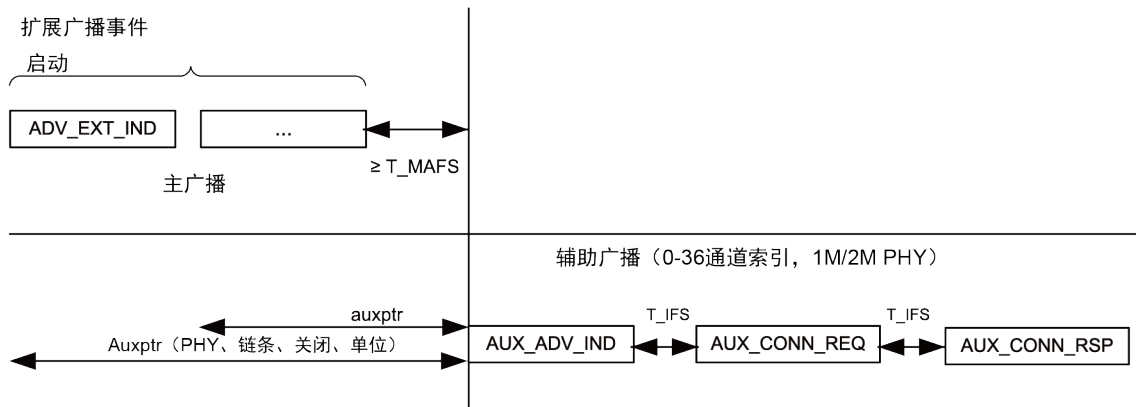 扩展广播事件
启动
ADV_EXT_IND
...
≥ T_MAFS
主广播
辅助广播（0-36通道索引，1M/2M PHY）
auxptr
T_IFS
T_IFS
Auxptr（PHY、链条、关闭、单位）
AUX_ADV_IND
AUX_CONN_REQ
AUX_CONN_RSP